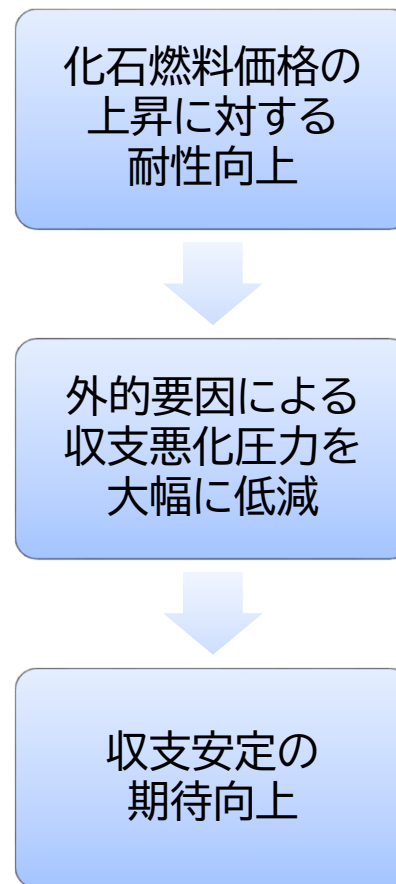 化石燃料価格の
上昇に対する
耐性向上
外的要因による
収支悪化圧力を
大幅に低減
収支安定の
期待向上